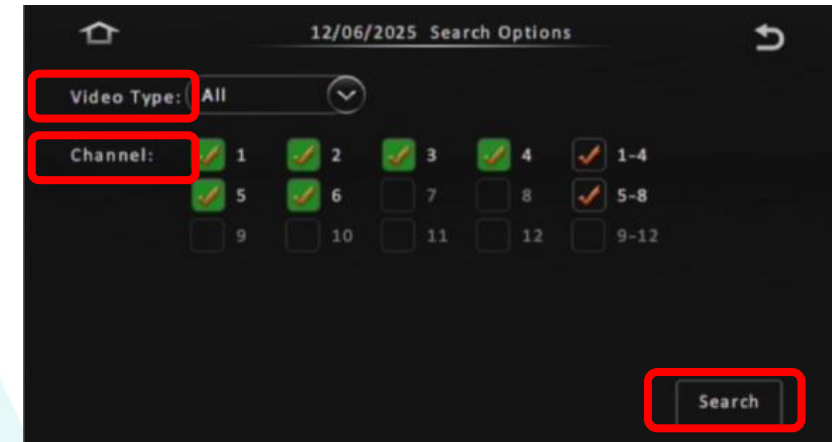 12/06/2025 Search Options
Video Type: All
Channel: 1 2 3 4 1-4
5 6 7 8 5-8
9 10 11 12 9-12
Search